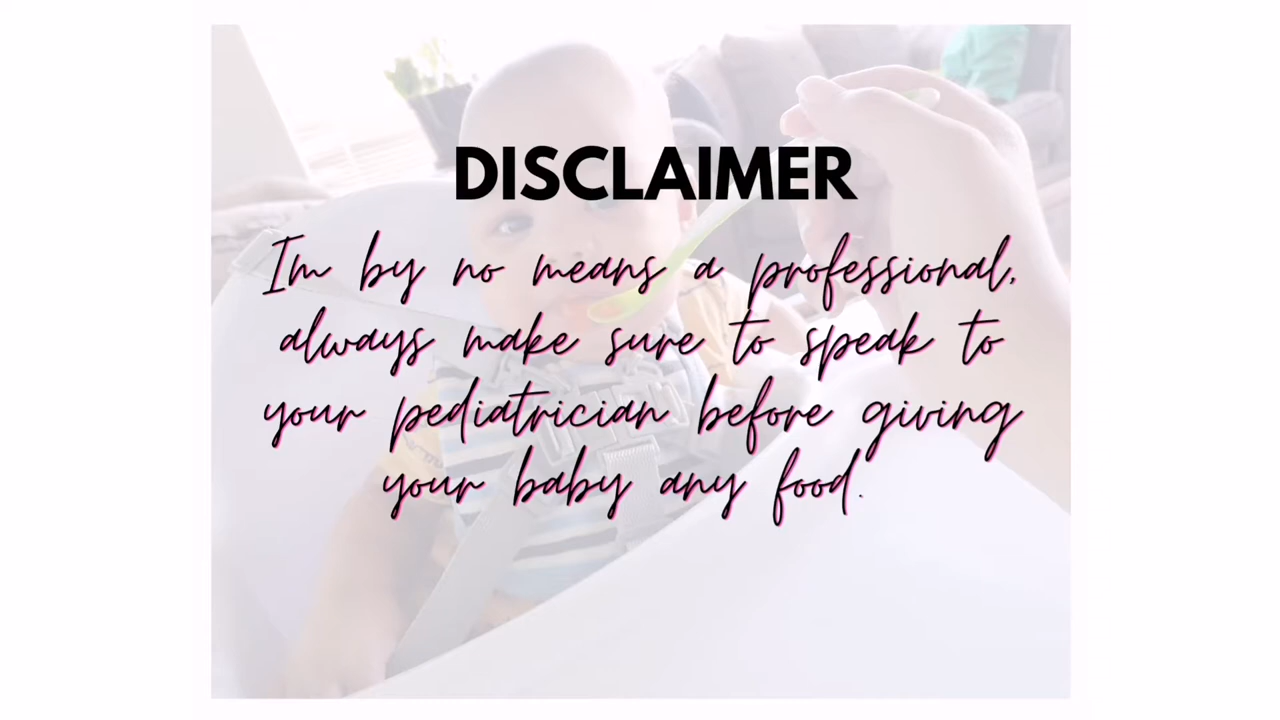 DISCLAIMER
Im by no means a professional,
always make sure to speak to
your pediatrician before giving
your baby any food.